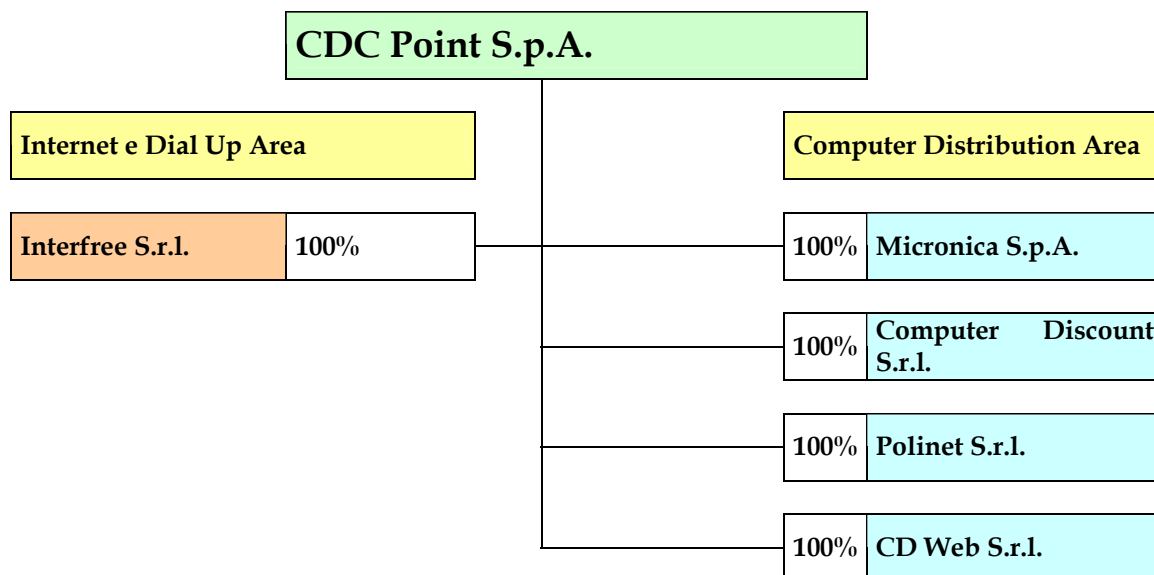 CDC Point S.p.A.
Internet e Dial Up Area
Computer Distribution Area
Interfree S.r.l. 100%
100% Micronica S.p.A.
100% Computer Discount
S.r.l.
100% Polinet S.r.l.
100% CD Web S.r.l.